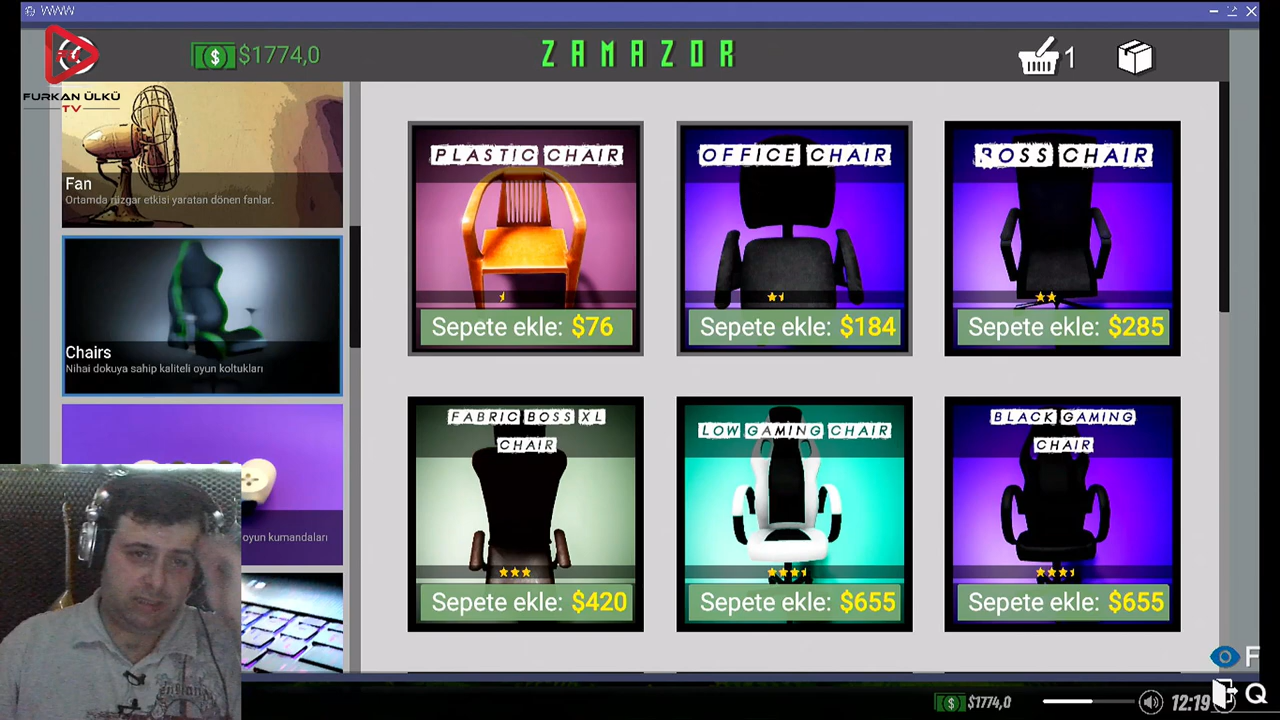 WWW
$1774,0
ZAMAZOR
1
FURKAN ÜLKÜ
TV
Fan
Ortamda rüzgar etkisi yaratan dönen fanlar.
Chairs
Nihai dokuya sahip kaliteli oyun koltukları
oyun kumandaları
PLASTIC CHAIR
Sepete ekle: $76
OFFICE CHAIR
Sepete ekle: $184
BOSS CHAIR
Sepete ekle: $285
FABRIC BOSS XL
CHAIR
Sepete ekle: $420
LOW GAMING CHAIR
Sepete ekle: $655
BLACK GAMING
CHAIR
Sepete ekle: $655
F
$1774,0
12:19
Q